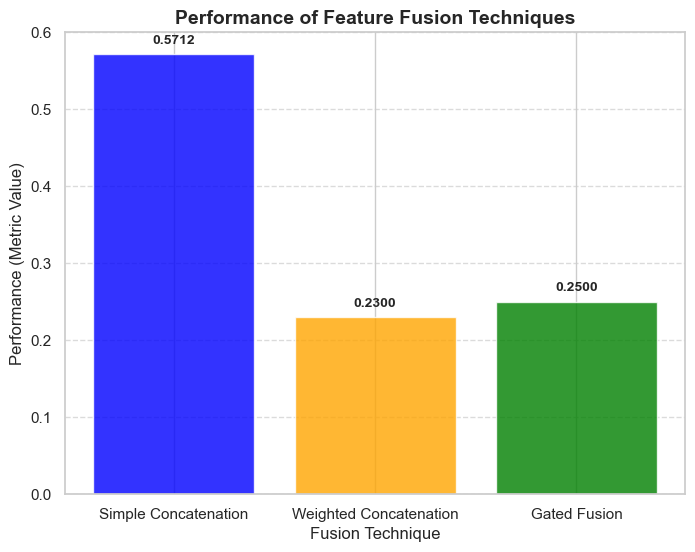 Performance of Feature Fusion Techniques
Performance (Metric Value)
0.6
0.5
0.4
0.3
0.2
0.1
0.0
0.5712
0.2300
0.2500
Simple Concatenation
Weighted Concatenation
Gated Fusion
Fusion Technique